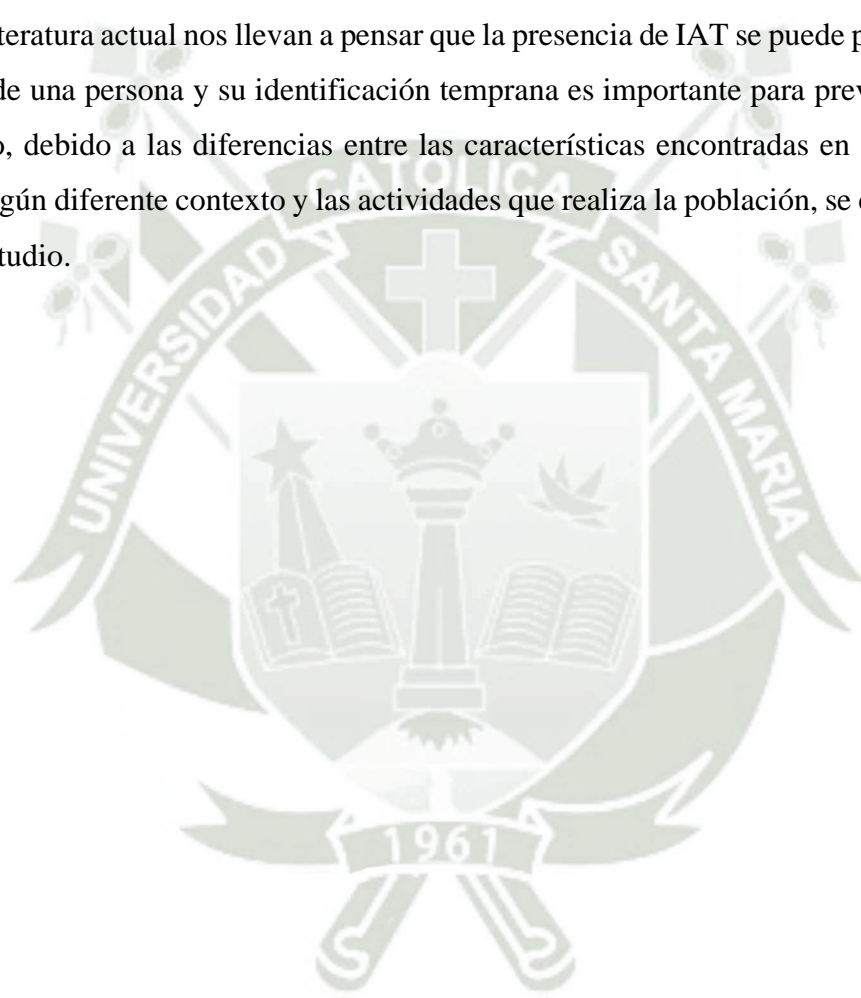 teratura actual nos llevan a pensar que la presencia de IAT se puede p
de una persona y su identificación temprana es importante para prev
o, debido a las diferencias entre las características encontradas en
gún diferente contexto y las actividades que realiza la población, se
tudio.
UNIVERSIDAD CATOLICA SANTA MARIA
1961